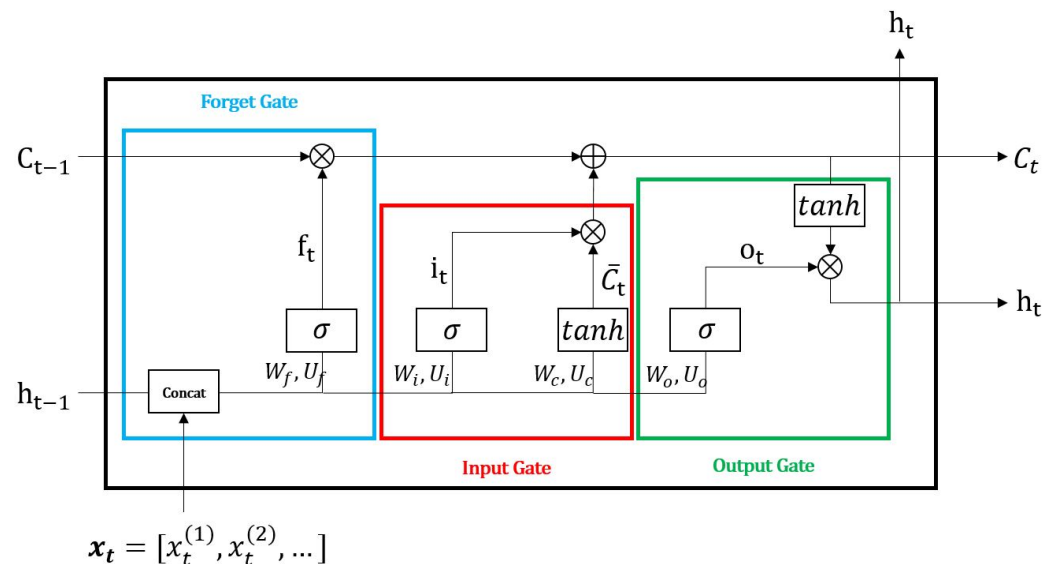 h_t
Forget Gate
C_{t−1}
C_t
tanh
f_t
i_t
C̄_t
o_t
h_t
σ
σ
tanh
σ
W_f, U_f
W_i, U_i
W_c, U_c
W_o, U_o
h_{t−1}
Concat
Input Gate
Output Gate
x_t = [x_t^{(1)}, x_t^{(2)}, …]